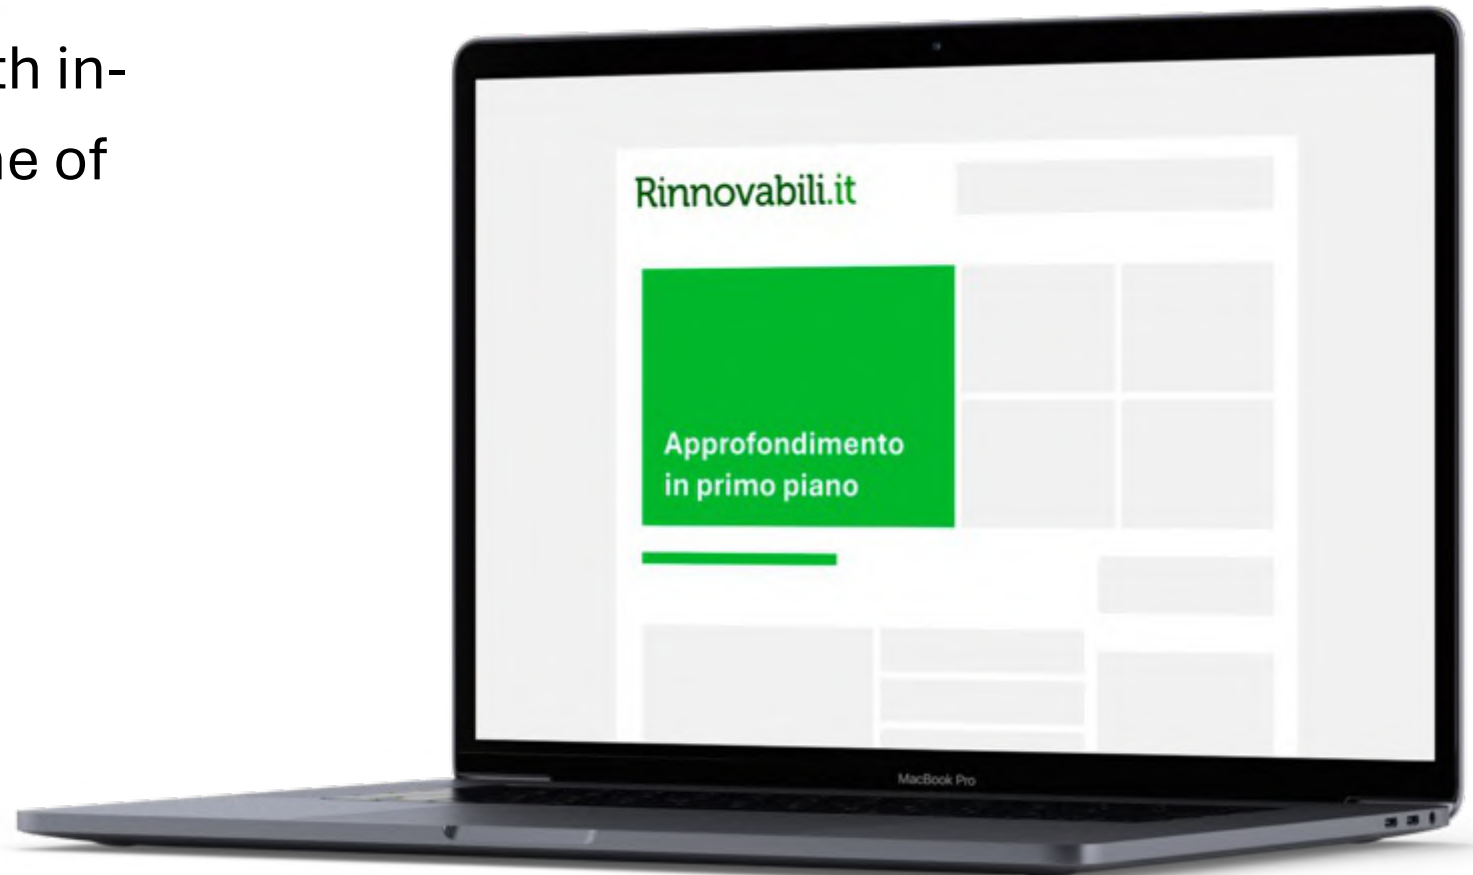 th in-
ne of
Rinnovabili.it
Approfondimento
in primo piano
MacBook Pro